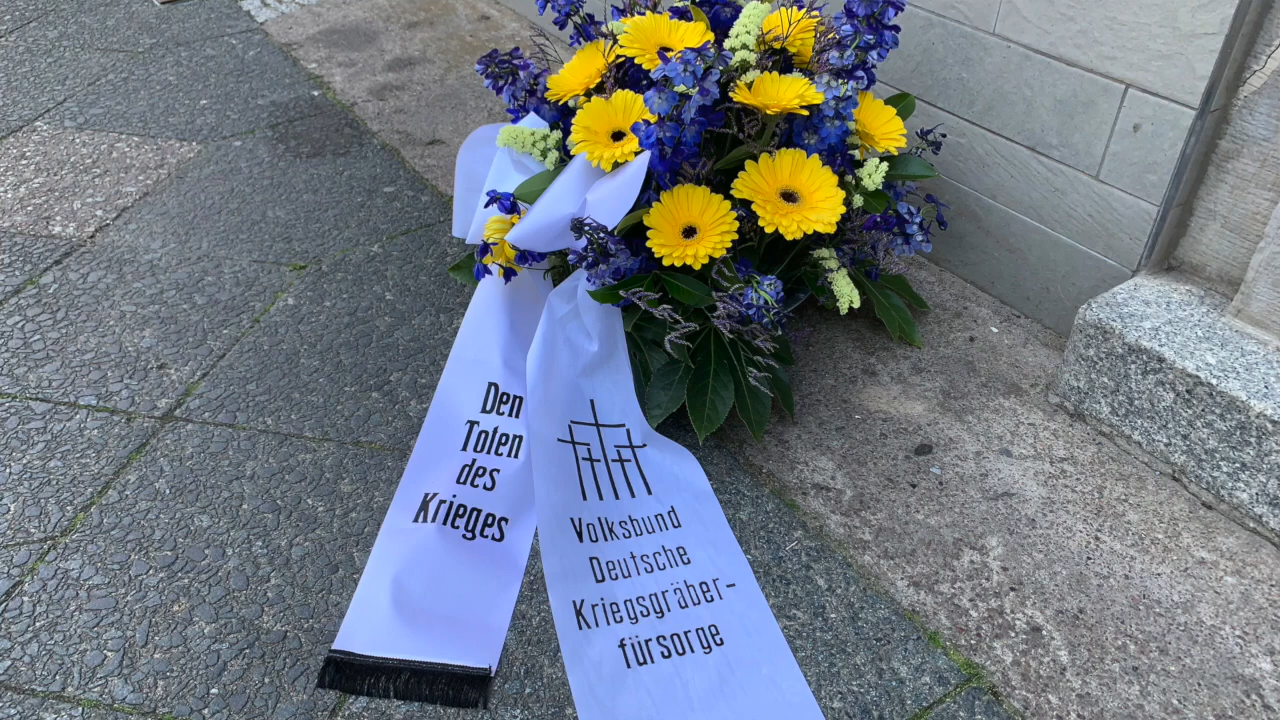 Den
Toten
des
Krieges
Volksbund
Deutsche
Kriegsgräber-
fürsorge